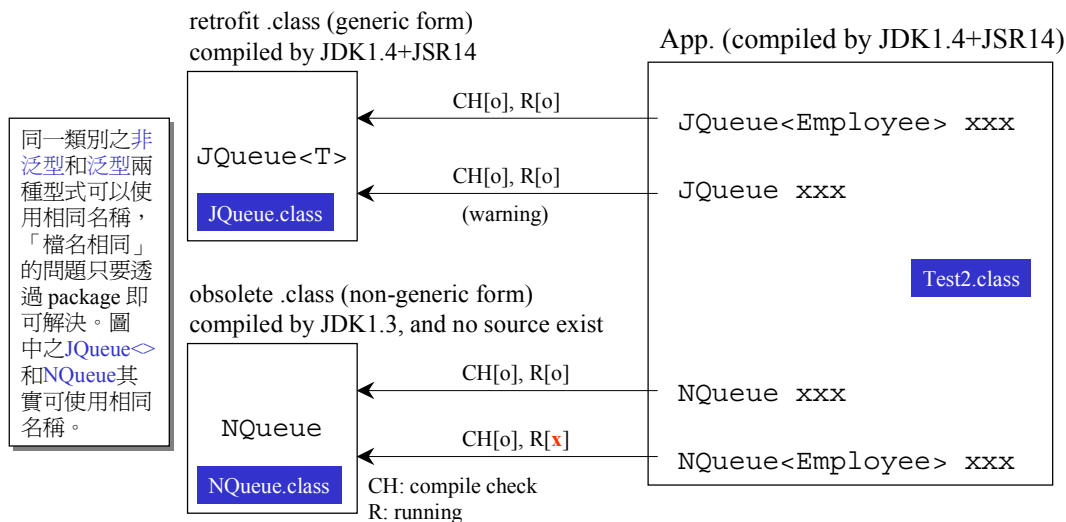 retrofit .class (generic form)
compiled by JDK1.4+JSR14
App. (compiled by JDK1.4+JSR14)
同一類別之非
泛型和泛型兩
種型式可以使
用相同名稱，
「檔名相同」
的問題只要透
過 package 即
可解決。圖
中之JQueue<>
和NQueue其
實可使用相同
名稱。
JQueue<T>
JQueue.class
CH[o], R[o]
CH[o], R[o]
(warning)
JQueue<Employee> xxx
JQueue xxx
Test2.class
obsolete .class (non-generic form)
compiled by JDK1.3, and no source exist
NQueue
NQueue.class
CH[o], R[o]
CH[o], R[x]
NQueue xxx
NQueue<Employee> xxx
CH: compile check
R: running